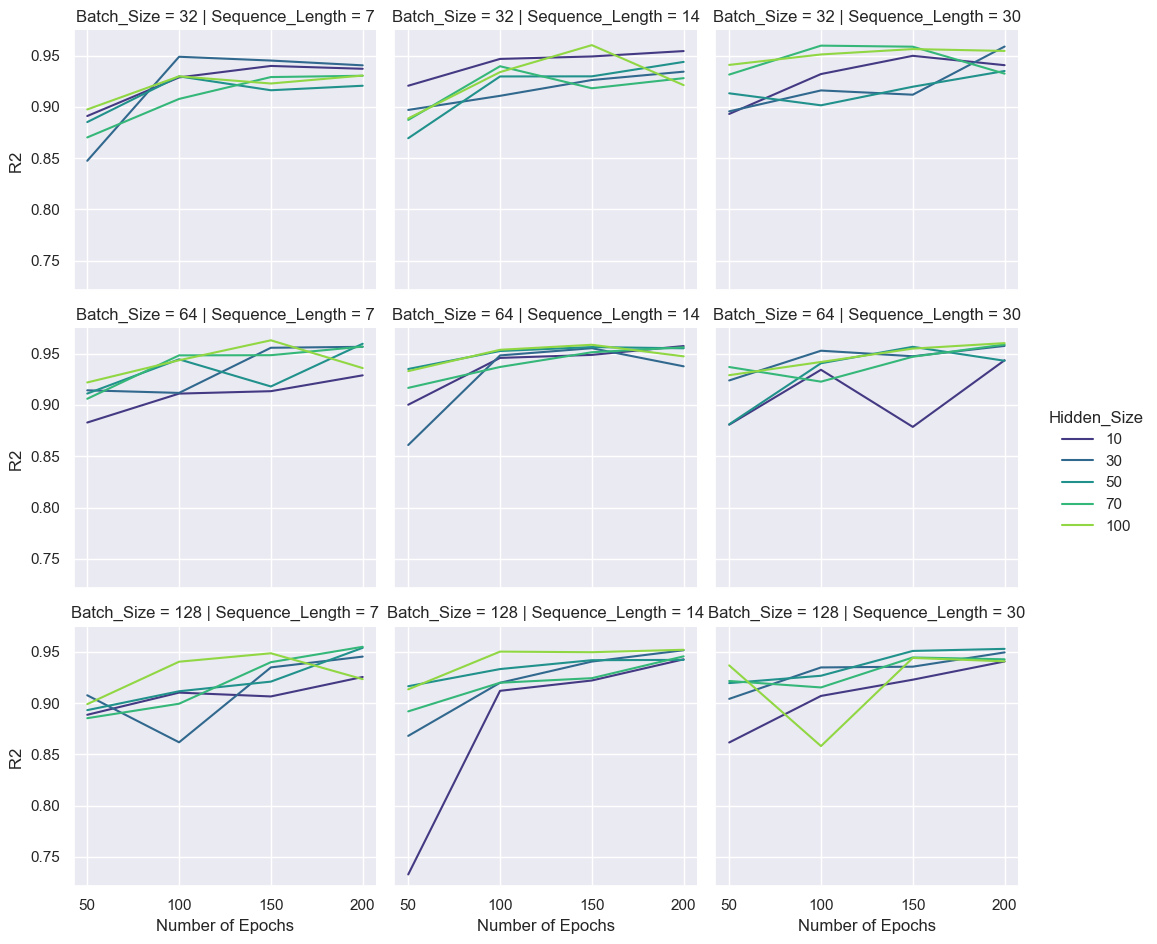 Batch_Size = 32 | Sequence_Length = 7
Batch_Size = 32 | Sequence_Length = 14
Batch_Size = 32 | Sequence_Length = 30
0.95
0.90
0.85
0.80
0.75
R2
Batch_Size = 64 | Sequence_Length = 7
Batch_Size = 64 | Sequence_Length = 14
Batch_Size = 64 | Sequence_Length = 30
0.95
0.90
0.85
0.80
0.75
R2
Hidden_Size
10
30
50
70
100
Batch_Size = 128 | Sequence_Length = 7
Batch_Size = 128 | Sequence_Length = 14
Batch_Size = 128 | Sequence_Length = 30
0.95
0.90
0.85
0.80
0.75
R2
50 100 150 200
50 100 150 200
50 100 150 200
Number of Epochs
Number of Epochs
Number of Epochs